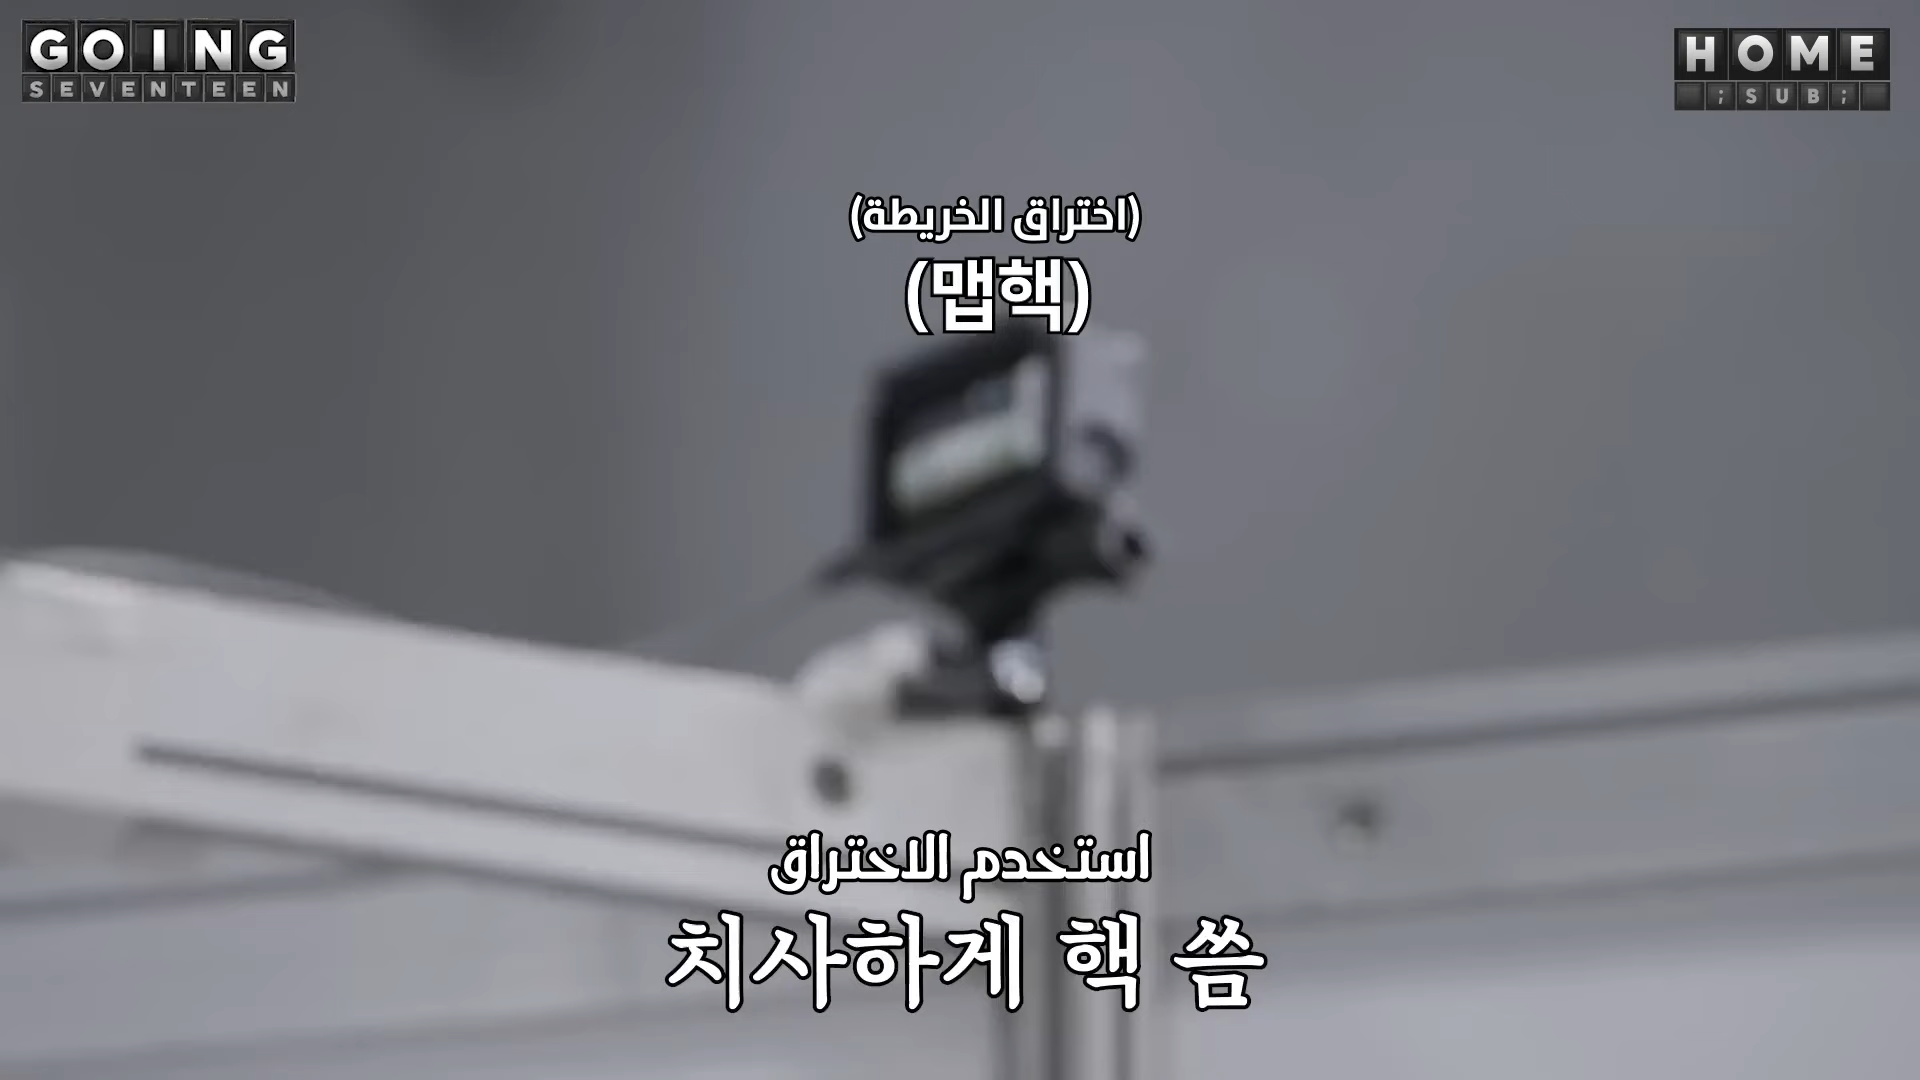 GOING
SEVENTEEN
HOME
;SUB;
(اختراق الخريطة)
(맵핵)
استخدم الاختراق
치사하게 핵 씀